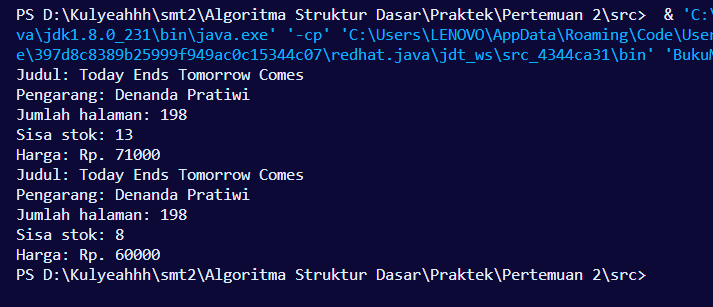 PS D:\Kulyeahhh\smt2\Algoritma Struktur Dasar\Praktek\Pertemuan 2\src>  & 'C:\
va\jdk1.8.0_231\bin\java.exe' '-cp' 'C:\Users\LENOVO\AppData\Roaming\Code\User
e\397d8c8389b25999f949ac0c15344c07\redhat.java\jdt_ws\src_4344ca31\bin' 'BukuM
Judul: Today Ends Tomorrow Comes
Pengarang: Denanda Pratiwi
Jumlah halaman: 198
Sisa stok: 13
Harga: Rp. 71000
Judul: Today Ends Tomorrow Comes
Pengarang: Denanda Pratiwi
Jumlah halaman: 198
Sisa stok: 8
Harga: Rp. 60000
PS D:\Kulyeahhh\smt2\Algoritma Struktur Dasar\Praktek\Pertemuan 2\src>